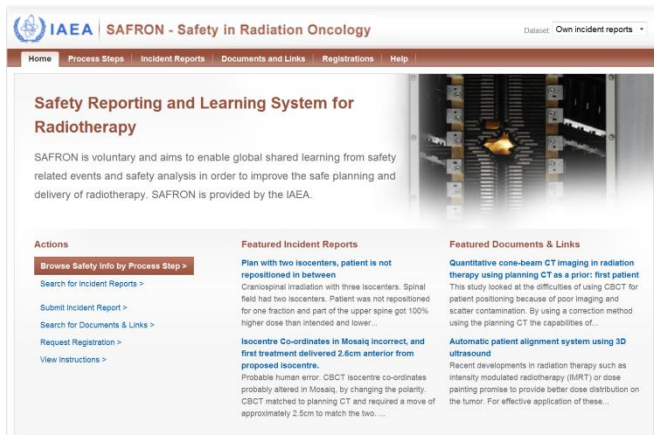 IAEA SAFRON - Safety in Radiation Oncology
Dataset: Own incident reports
Home Process Steps Incident Reports Documents and Links Registrations Help
Safety Reporting and Learning System for
Radiotherapy
SAFRON is voluntary and aims to enable global shared learning from safety
related events and safety analysis in order to improve the safe planning and
delivery of radiotherapy. SAFRON is provided by the IAEA.
Actions
Browse Safety Info by Process Step >
Search for Incident Reports >
Submit Incident Report >
Search for Documents & Links >
Request Registration >
View Instructions >
Featured Incident Reports
Plan with two isocenters, patient is not
repositioned in between
Craniospinal irradiation with three isocenters. Spinal
field had two isocenters. Patient was not repositioned
for one fraction and part of the upper spine got 100%
higher dose than intended and lower...
Isocentre Co-ordinates in Mosaiq incorrect, and
first treatment delivered 2.6cm anterior from
proposed isocentre.
Probable human error. CBCT isocentre co-ordinates
probably altered in Mosaiq, by changing the polarity.
CBCT matched to planning CT and required a move of
approximately 2.5cm to match the two. ...
Featured Documents & Links
Quantitative cone-beam CT imaging in radiation
therapy using planning CT as a prior: first patient
This study looked at the difficulties of using CBCT for
patient positioning because of poor imaging and
scatter contamination. By using a correction method
using the planning CT the capabilities of...
Automatic patient alignment system using 3D
ultrasound
Recent developments in radiation therapy such as
intensity modulated radiotherapy (IMRT) or dose
painting promise to provide better dose distribution on
the tumor. For effective application of these...